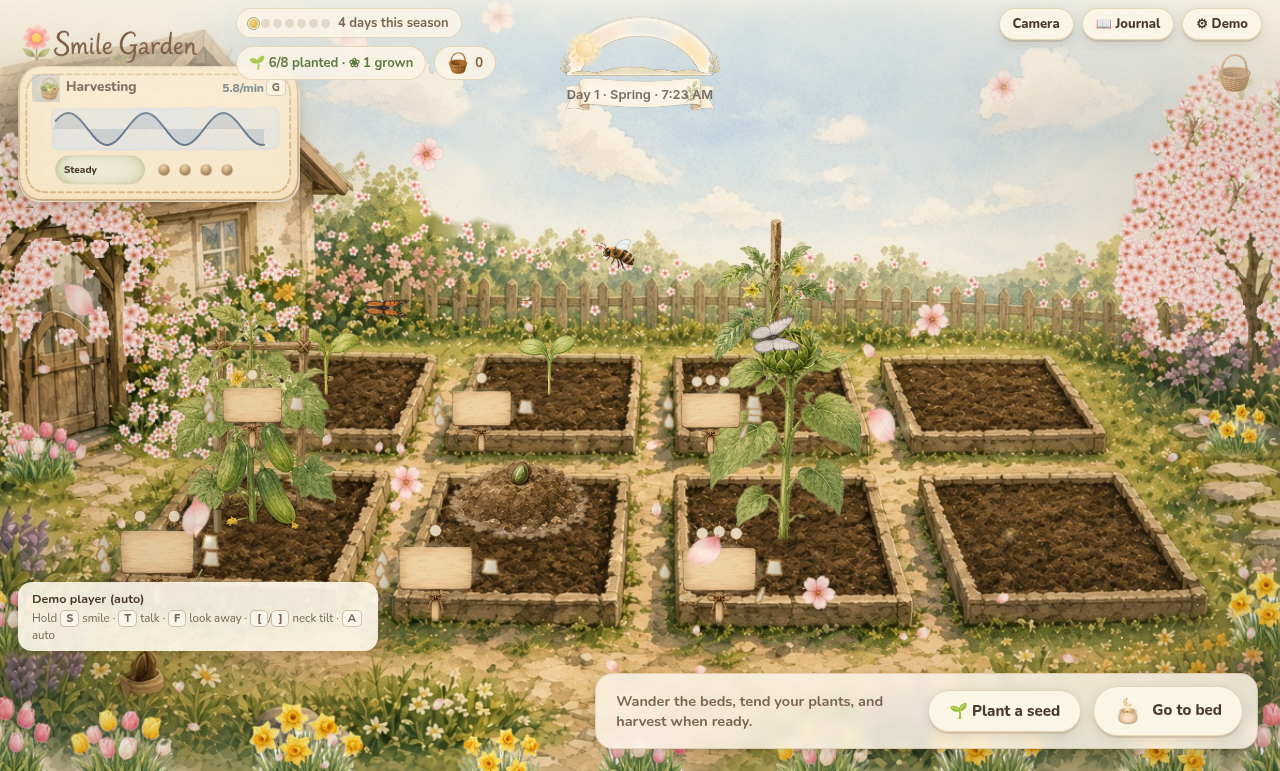 Smile Garden
4 days this season
6/8 planted · ❀ 1 grown
0
Harvesting
5.8/min G
Steady
Day 1 · Spring · 7:23 AM
Camera
Journal
Demo
Demo player (auto)
Hold S smile · T talk · F look away · [ / ] neck tilt · A
auto
Wander the beds, tend your plants, and
harvest when ready.
Plant a seed
Go to bed